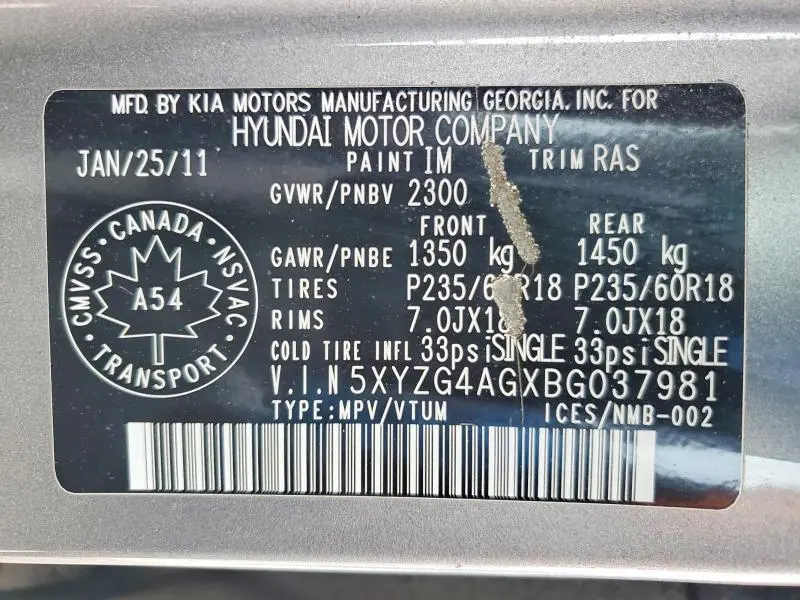 MFD. BY KIA MOTORS MANUFACTURING GEORGIA, INC. FOR
HYUNDAI MOTOR COMPANY
JAN/25/11 PAINT IM TRIM RAS
GVWR/PNBV 2300
FRONT REAR
GAWR/PNBE 1350 kg 1450 kg
TIRES P235/60R18 P235/60R18
RIMS 7.0JX18 7.0JX18
COLD TIRE INFL 33psi SINGLE 33psi SINGLE
V.I.N 5XYZG4AGXBG037981
TYPE:MPV/VTUM ICES/NMB-002
CMVSS · CANADA · NSVAC · TRANSPORT ·
A54